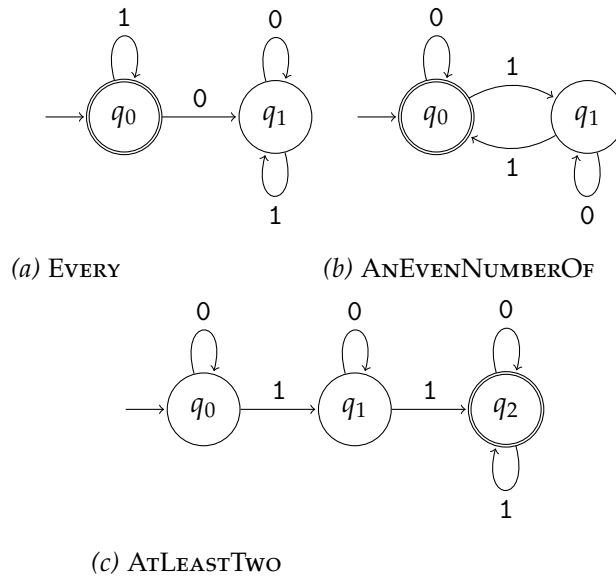 1 0 0
q0 0 q1 q0 1 q1
1
1 0
(a) EVERY (b) ANEVENNUMBEROF
0 0 0
q0 1 q1 1 q2
1
(c) ATLEASTTWO